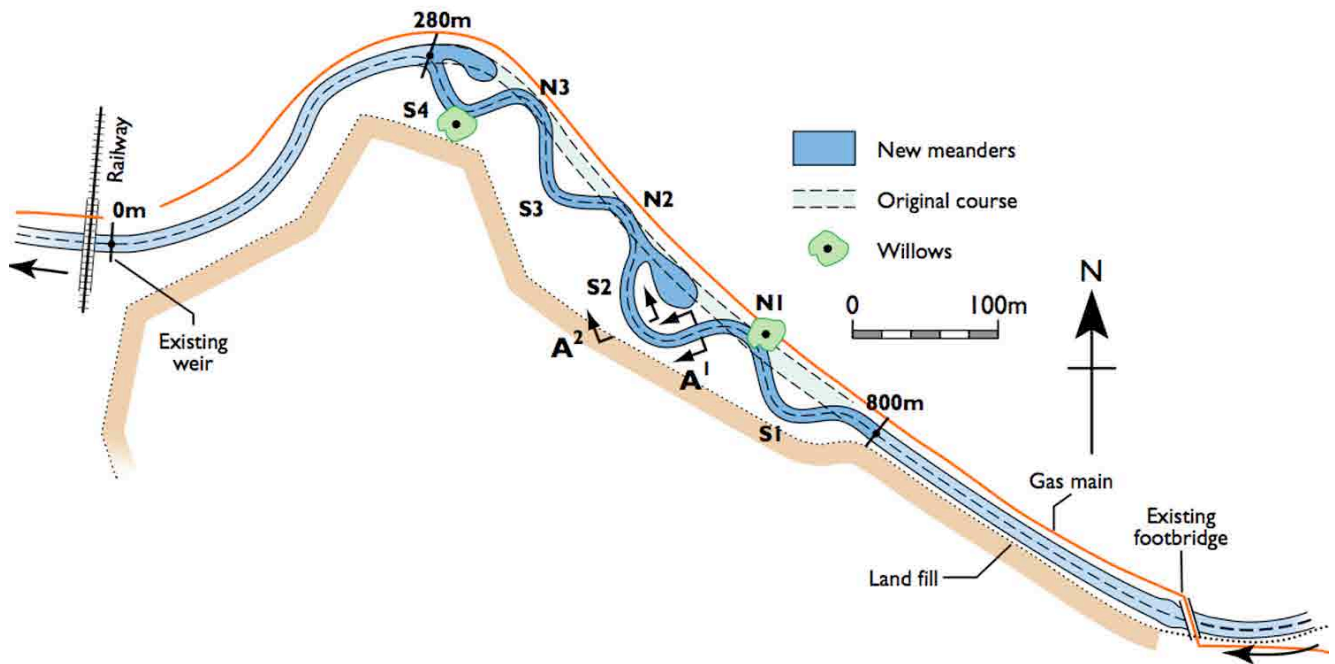 280m
N3
S4
Railway
New meanders
0m
N2
Original course
S3
Willows
N
S2
N1
0
100m
Existing
weir
A2
A1
800m
S1
Gas main
Existing
footbridge
Land fill